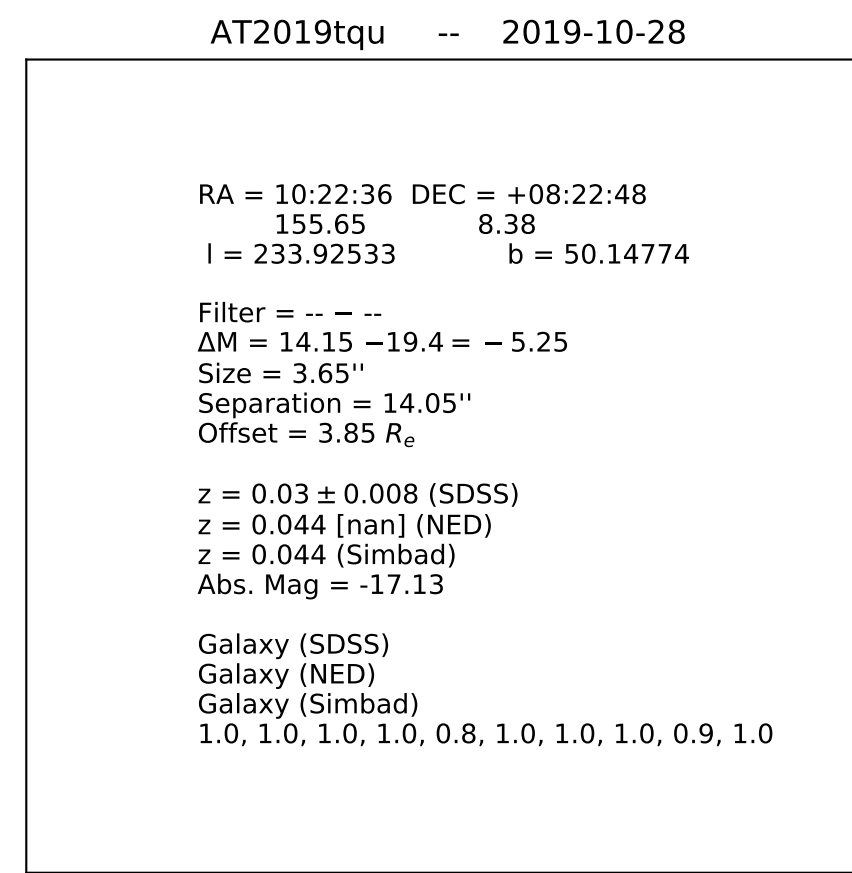 AT2019tqu -- 2019-10-28
RA = 10:22:36 DEC = +08:22:48
155.65 8.38
l = 233.92533 b = 50.14774
Filter = -- − --
ΔM = 14.15 −19.4 = − 5.25
Size = 3.65''
Separation = 14.05''
Offset = 3.85 Rₑ
z = 0.03 ± 0.008 (SDSS)
z = 0.044 [nan] (NED)
z = 0.044 (Simbad)
Abs. Mag = -17.13
Galaxy (SDSS)
Galaxy (NED)
Galaxy (Simbad)
1.0, 1.0, 1.0, 1.0, 0.8, 1.0, 1.0, 1.0, 0.9, 1.0